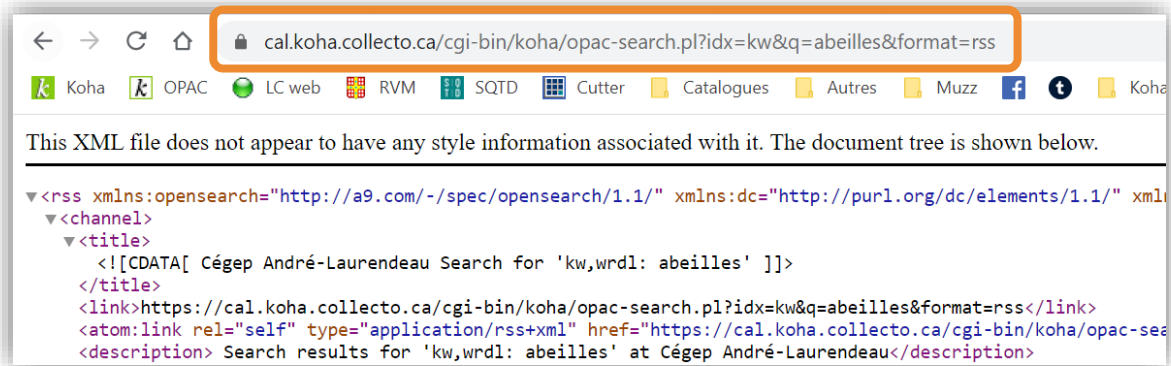 cal.koha.collecto.ca/cgi-bin/koha/opac-search.pl?idx=kw&q=abeilles&format=rss
k Koha k OPAC LC web RVM SQTD SQTD Cutter Catalogues Autres Muzz f t Koha
This XML file does not appear to have any style information associated with it. The document tree is shown below.
▼<rss xmlns:opensearch="http://a9.com/-/spec/opensearch/1.1/" xmlns:dc="http://purl.org/dc/elements/1.1/" xml
▼<channel>
▼<title>
<![CDATA[ Cégep André-Laurendeau Search for 'kw,wrdl: abeilles' ]]>
</title>
<link>https://cal.koha.collecto.ca/cgi-bin/koha/opac-search.pl?idx=kw&q=abeilles&format=rss</link>
<atom:link rel="self" type="application/rss+xml" href="https://cal.koha.collecto.ca/cgi-bin/koha/opac-sea
<description> Search results for 'kw,wrdl: abeilles' at Cégep André-Laurendeau</description>